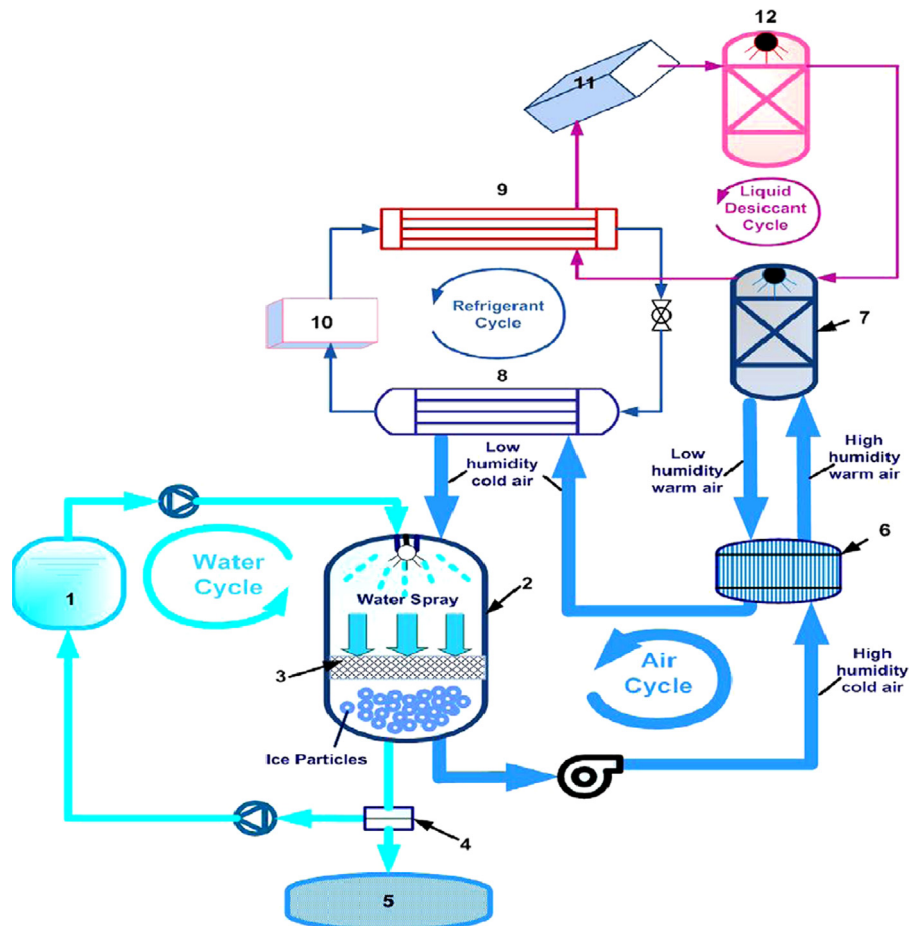 12
11
9
Liquid
Desiccant
Cycle
10
Refrigerant
Cycle
7
8
Low
humidity
cold air
Low
humidity
warm air
High
humidity
warm air
6
Water
Cycle
1
2
Water Spray
3
Air
Cycle
High
humidity
cold air
Ice Particles
4
5